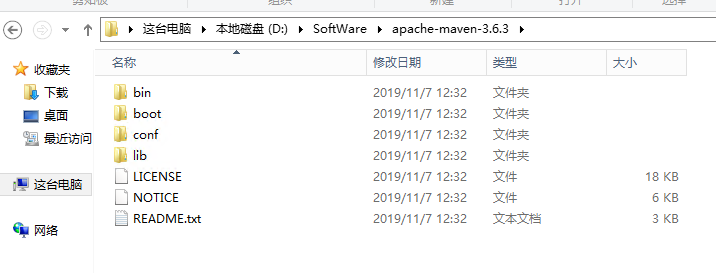 剪贴板 组织 新建 打开 选择
这台电脑 本地磁盘 (D:) SoftWare apache-maven-3.6.3
收藏夹
下载
桌面
最近访问
这台电脑
网络
名称 修改日期 类型 大小
bin 2019/11/7 12:32 文件夹
boot 2019/11/7 12:32 文件夹
conf 2019/11/7 12:32 文件夹
lib 2019/11/7 12:32 文件夹
LICENSE 2019/11/7 12:32 文件 18 KB
NOTICE 2019/11/7 12:32 文件 6 KB
README.txt 2019/11/7 12:32 文本文档 3 KB